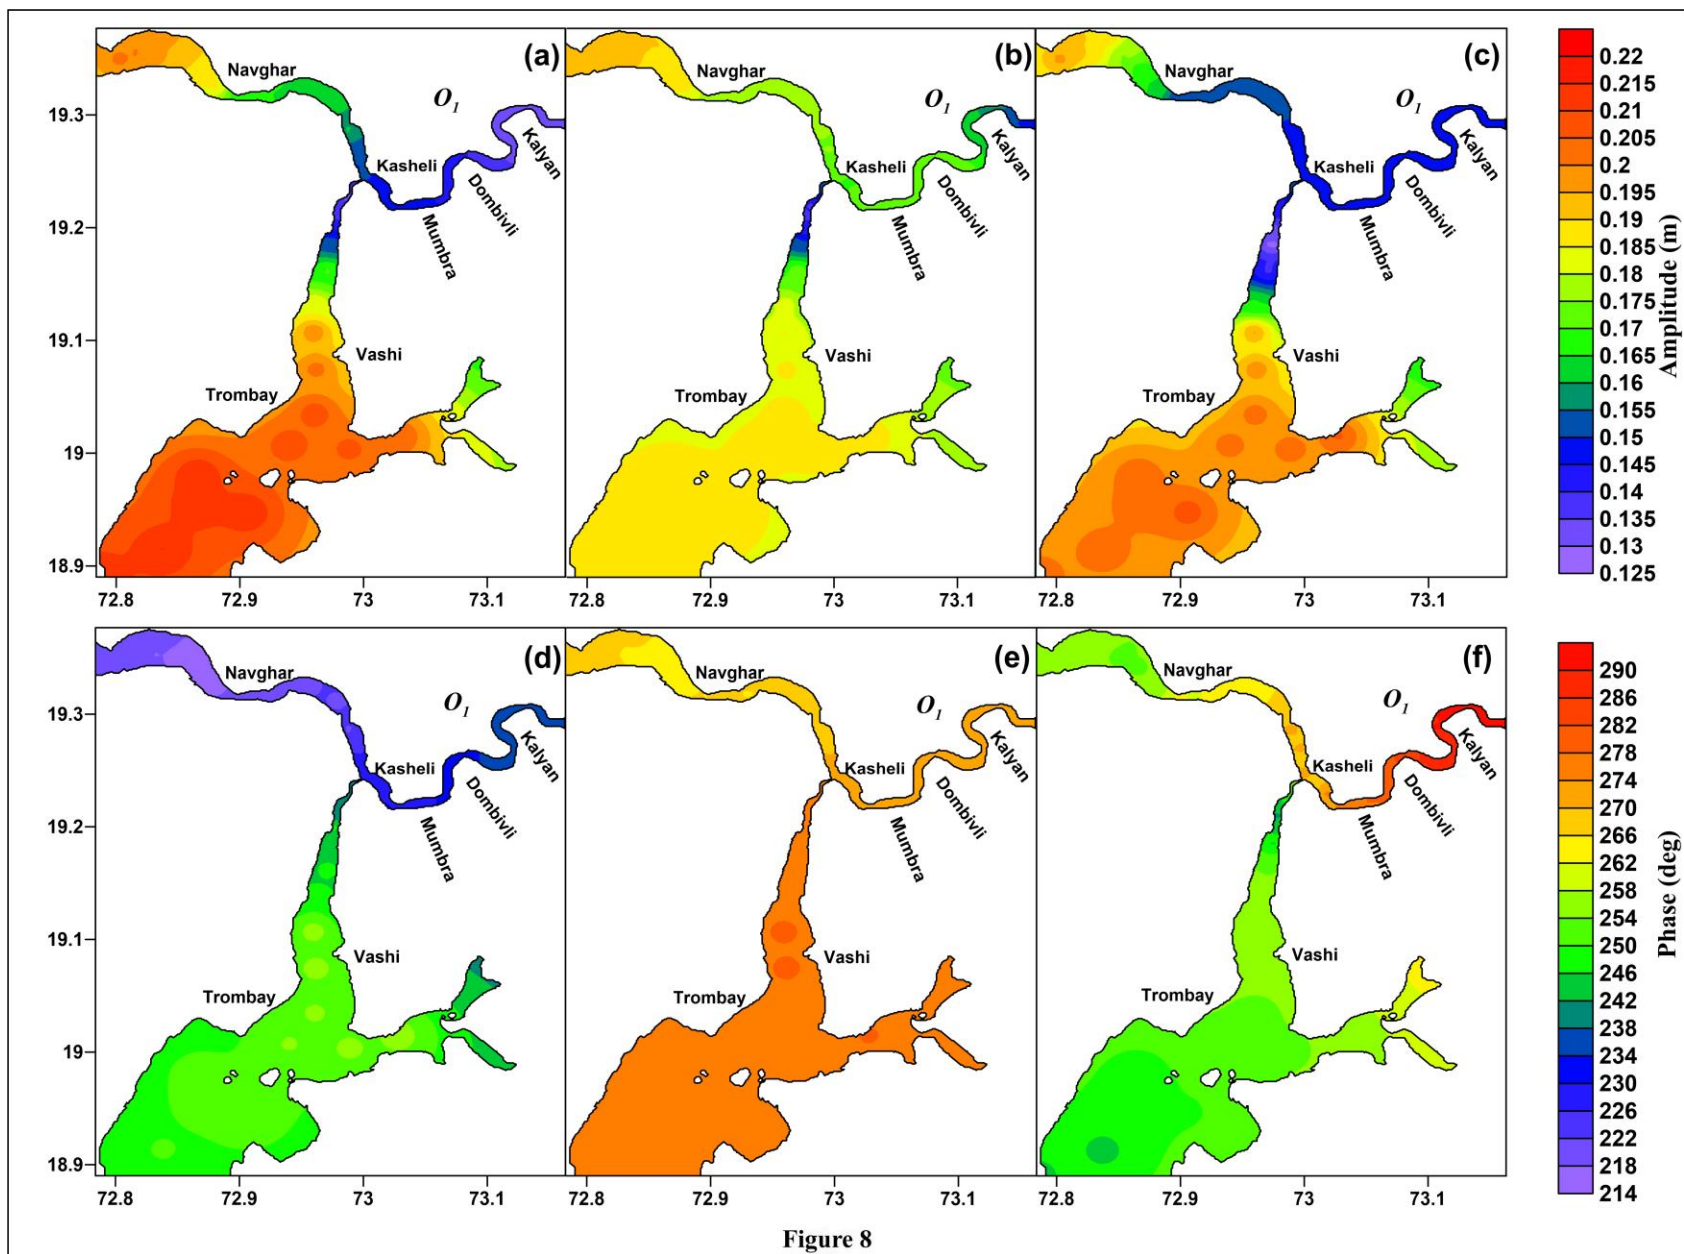 (a)
(b)
(c)
Navghar
Navghar
Navghar
O1
O1
O1
Kasheli
Kasheli
Kasheli
Kalyan
Kalyan
Kalyan
Dombivli
Dombivli
Dombivli
Mumbra
Mumbra
Mumbra
Vashi
Vashi
Vashi
Trombay
Trombay
Trombay
19.3
19.2
19.1
19
18.9
72.8
72.9
73
73.1
72.8
72.9
73
73.1
72.8
72.9
73
73.1
0.22
0.215
0.21
0.205
0.2
0.195
0.19
0.185
0.18
0.175
0.17
0.165
0.16
0.155
0.15
0.145
0.14
0.135
0.13
0.125
Amplitude (m)
(d)
(e)
(f)
Navghar
Navghar
Navghar
O1
O1
O1
Kasheli
Kasheli
Kasheli
Kalyan
Kalyan
Kalyan
Dombivli
Dombivli
Dombivli
Mumbra
Mumbra
Mumbra
Vashi
Vashi
Vashi
Trombay
Trombay
Trombay
19.3
19.2
19.1
19
18.9
72.8
72.9
73
73.1
72.8
72.9
73
73.1
72.8
72.9
73
73.1
290
286
282
278
274
270
266
262
258
254
250
246
242
238
234
230
226
222
218
214
Phase (deg)
Figure 8